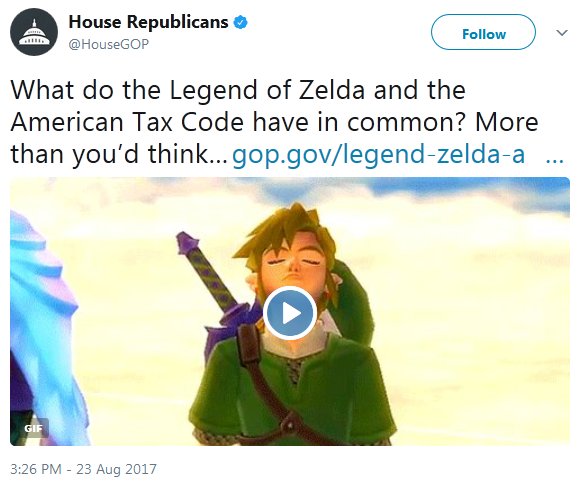 House Republicans
@HouseGOP
Follow
What do the Legend of Zelda and the
American Tax Code have in common? More
than you’d think... gop.gov/legend-zelda-a ...
GIF
3:26 PM - 23 Aug 2017